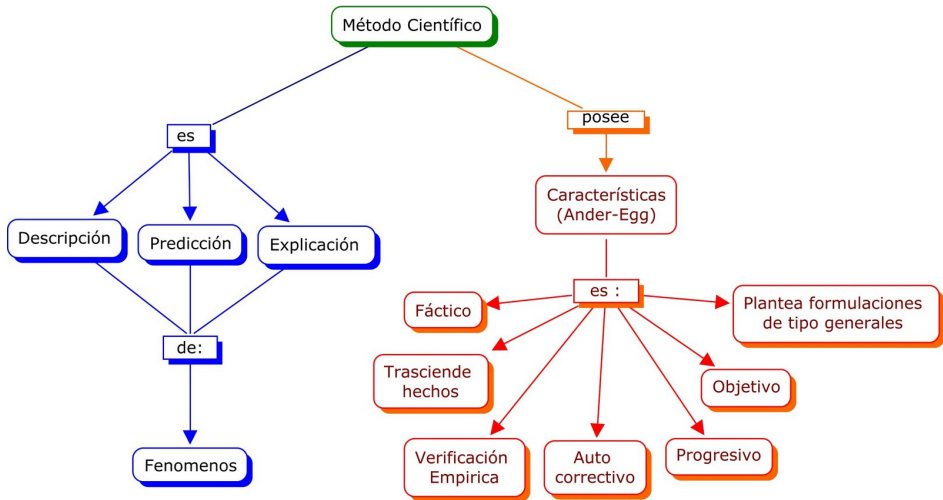 Método Científico
es
posee
Descripción
Predicción
Explicación
de:
Fenomenos
Característícas
(Ander-Egg)
es :
Fáctico
Plantea formulaciones
de tipo generales
Trasciende
hechos
Objetivo
Verificación
Empirica
Auto
correctivo
Progresivo